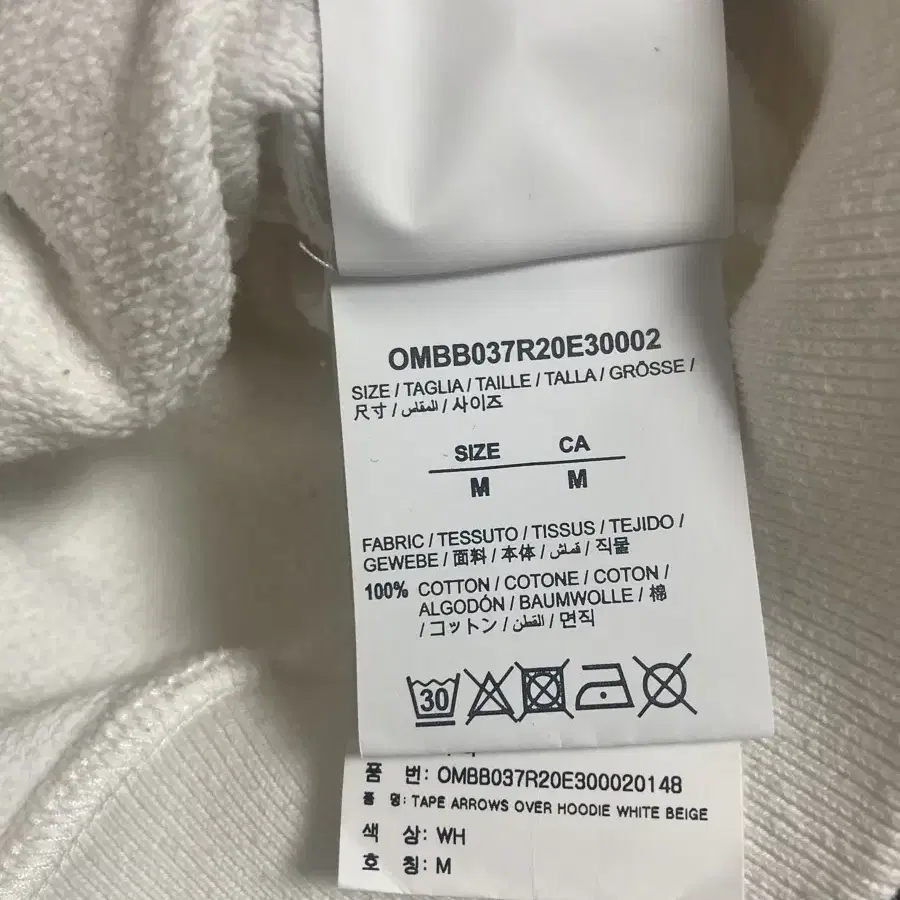 OMBB037R20E30002
SIZE / TAGLIA / TAILLE / TALLA / GRÖSSE /
尺寸 / المقاس / 사이즈
SIZE CA
M M
FABRIC / TESSUTO / TISSUS / TEJIDO /
GEWEBE / 面料 / 本体 / قماش / 직물
100% COTTON / COTONE / COTON /
ALGODÓN / BAUMWOLLE / 棉
/ コットン / القطن / 면직
30
품 번: OMBB037R20E300020148
품 명: TAPE ARROWS OVER HOODIE WHITE BEIGE
색 상: WH
호 칭: M